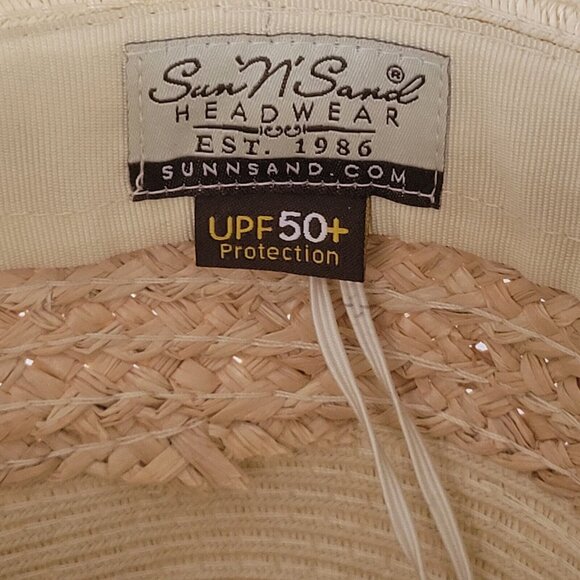 Sun 'N' Sand®
HEADWEAR
EST. 1986
SUNNSAND.COM
UPF50+
Protection